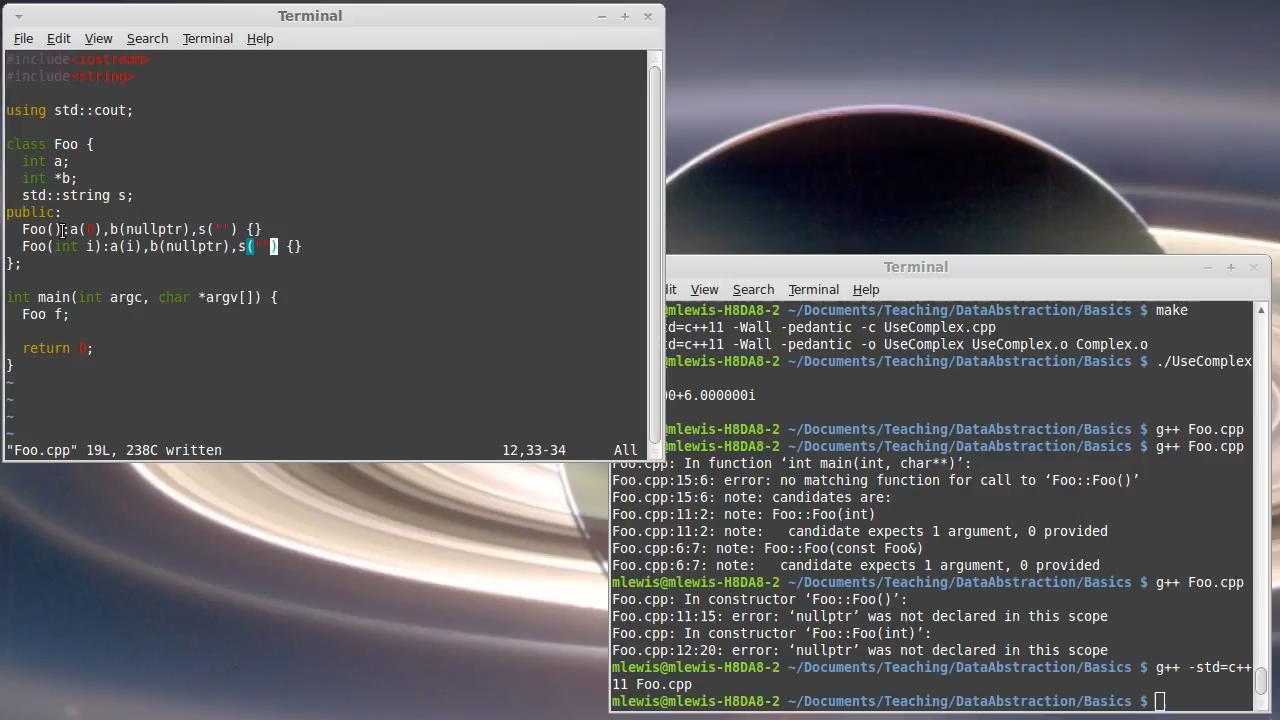 Terminal
File Edit View Search Terminal Help
#include<iostream>
#include<string>
using std::cout;
class Foo {
int a;
int *b;
std::string s;
public:
Foo():a(0),b(nullptr),s("") {}
Foo(int i):a(i),b(nullptr),s("") {}
};
int main(int argc, char *argv[]) {
Foo f;
return 0;
}
~
~
~
~
"Foo.cpp" 19L, 238C written 12,33-34 All
Terminal
dit View Search Terminal Help
@mlewis-H8DA8-2 ~/Documents/Teaching/DataAbstraction/Basics $ make
td=c++11 -Wall -pedantic -c UseComplex.cpp
td=c++11 -Wall -pedantic -o UseComplex UseComplex.o Complex.o
@mlewis-H8DA8-2 ~/Documents/Teaching/DataAbstraction/Basics $ ./UseComplex
00+6.000000i
@mlewis-H8DA8-2 ~/Documents/Teaching/DataAbstraction/Basics $ g++ Foo.cpp
@mlewis-H8DA8-2 ~/Documents/Teaching/DataAbstraction/Basics $ g++ Foo.cpp
Foo.cpp: In function ‘int main(int, char**)’:
Foo.cpp:15:6: error: no matching function for call to ‘Foo::Foo()’
Foo.cpp:15:6: note: candidates are:
Foo.cpp:11:2: note: Foo::Foo(int)
Foo.cpp:11:2: note:   candidate expects 1 argument, 0 provided
Foo.cpp:6:7: note: Foo::Foo(const Foo&)
Foo.cpp:6:7: note:   candidate expects 1 argument, 0 provided
mlewis@mlewis-H8DA8-2 ~/Documents/Teaching/DataAbstraction/Basics $ g++ Foo.cpp
Foo.cpp: In constructor ‘Foo::Foo()’:
Foo.cpp:11:15: error: ‘nullptr’ was not declared in this scope
Foo.cpp: In constructor ‘Foo::Foo(int)’:
Foo.cpp:12:20: error: ‘nullptr’ was not declared in this scope
mlewis@mlewis-H8DA8-2 ~/Documents/Teaching/DataAbstraction/Basics $ g++ -std=c++
11 Foo.cpp
mlewis@mlewis-H8DA8-2 ~/Documents/Teaching/DataAbstraction/Basics $